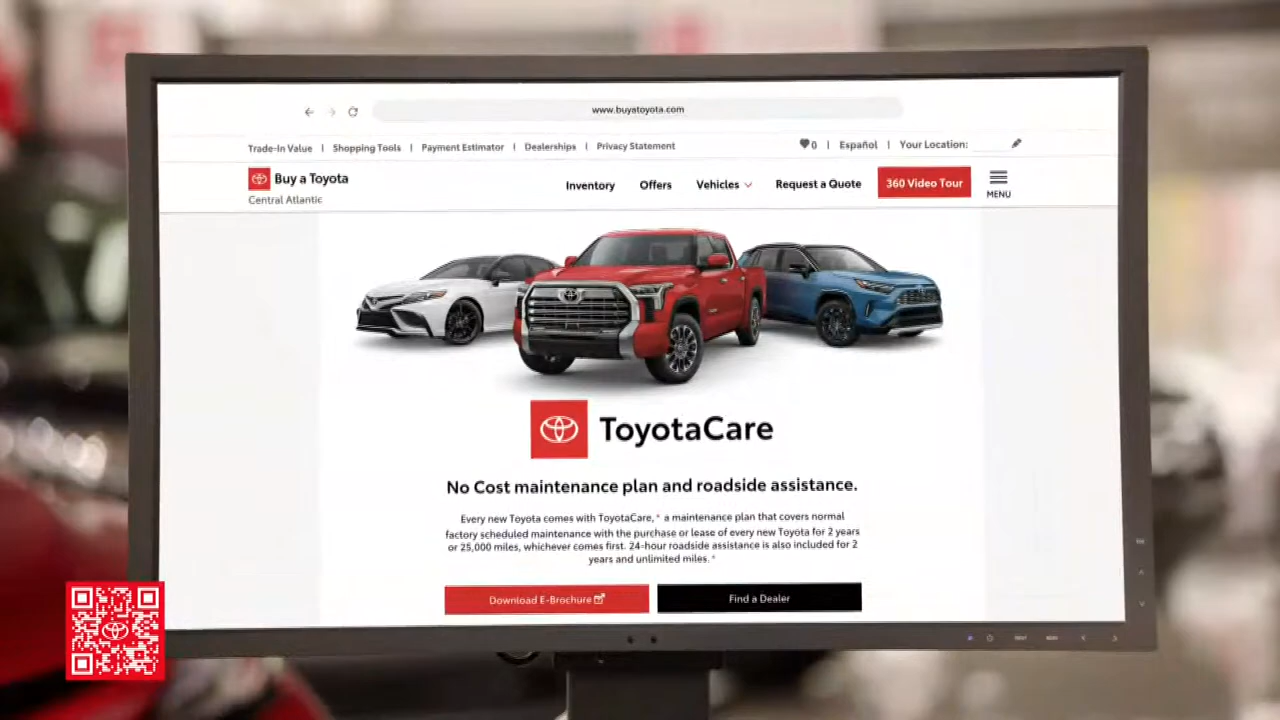 www.buyatoyota.com
Trade-In Value | Shopping Tools | Payment Estimator | Dealerships | Privacy Statement
0 | Español | Your Location:
Buy a Toyota
Central Atlantic
Inventory Offers Vehicles Request a Quote 360 Video Tour MENU
ToyotaCare
No Cost maintenance plan and roadside assistance.
Every new Toyota comes with ToyotaCare,* a maintenance plan that covers normal
factory scheduled maintenance with the purchase or lease of every new Toyota for 2 years
or 25,000 miles, whichever comes first. 24-hour roadside assistance is also included for 2
years and unlimited miles.*
Download E-Brochure Find a Dealer